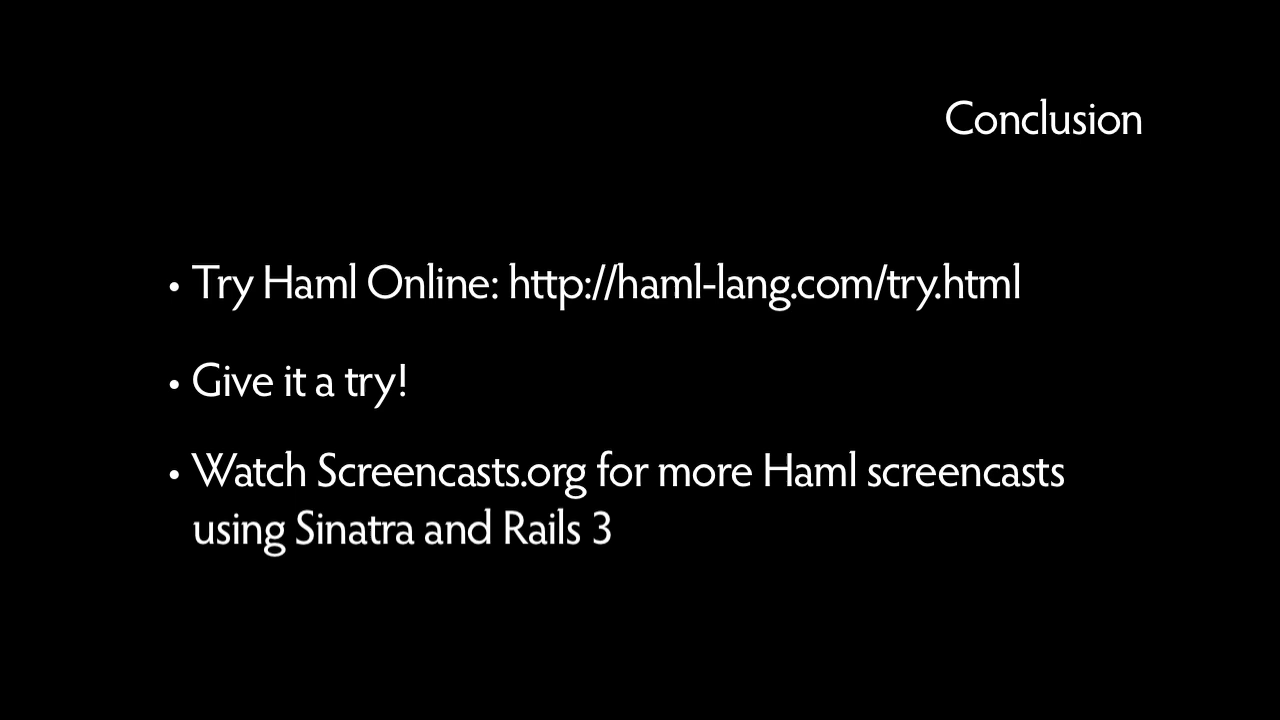 Conclusion
• Try Haml Online: http://haml-lang.com/try.html
• Give it a try!
• Watch Screencasts.org for more Haml screencasts
using Sinatra and Rails 3